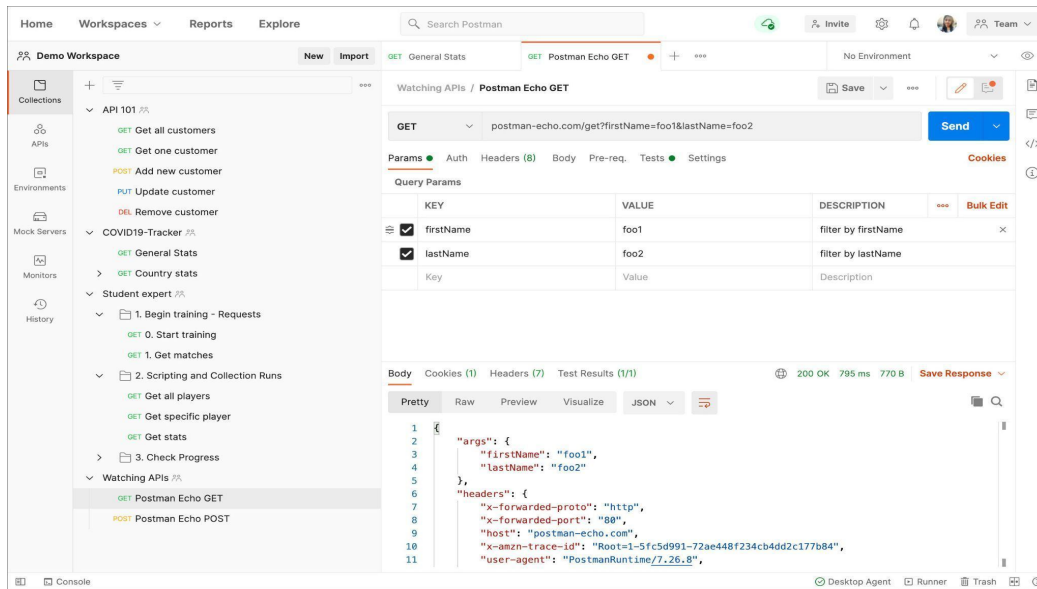 Home Workspaces Reports Explore Search Postman Invite Team
Demo Workspace New Import GET General Stats GET Postman Echo GET No Environment
Collections
APIs
Environments
Mock Servers
Monitors
History
API 101
GET Get all customers
GET Get one customer
POST Add new customer
PUT Update customer
DEL Remove customer
COVID19-Tracker
GET General Stats
GET Country stats
Student expert
1. Begin training - Requests
GET 0. Start training
GET 1. Get matches
2. Scripting and Collection Runs
GET Get all players
GET Get specific player
GET Get stats
3. Check Progress
Watching APIs
GET Postman Echo GET
POST Postman Echo POST
Watching APIs / Postman Echo GET Save
GET postman-echo.com/get?firstName=foo1&lastName=foo2 Send
Params Auth Headers (8) Body Pre-req. Tests Settings Cookies
Query Params
KEY VALUE DESCRIPTION Bulk Edit
firstName foo1 filter by firstName
lastName foo2 filter by lastName
Key Value Description
Body Cookies (1) Headers (7) Test Results (1/1) 200 OK 795 ms 770 B Save Response
Pretty Raw Preview Visualize JSON
1 {
2 "args": {
3 "firstName": "foo1",
4 "lastName": "foo2"
5 },
6 "headers": {
7 "x-forwarded-proto": "http",
8 "x-forwarded-port": "80",
9 "host": "postman-echo.com",
10 "x-amzn-trace-id": "Root=1-5fc5d991-72ae448f234cb4dd2c177b84",
11 "user-agent": "PostmanRuntime/7.26.8",
Console Desktop Agent Runner Trash